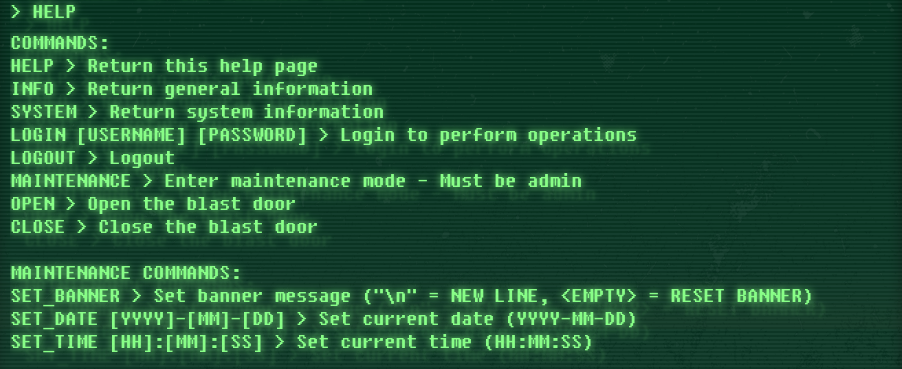 > HELP
COMMANDS:
HELP > Return this help page
INFO > Return general information
SYSTEM > Return system information
LOGIN [USERNAME] [PASSWORD] > Login to perform operations
LOGOUT > Logout
MAINTENANCE > Enter maintenance mode - Must be admin
OPEN > Open the blast door
CLOSE > Close the blast door
MAINTENANCE COMMANDS:
SET_BANNER > Set banner message ("\n" = NEW LINE, <EMPTY> = RESET BANNER)
SET_DATE [YYYY]-[MM]-[DD] > Set current date (YYYY-MM-DD)
SET_TIME [HH]:[MM]:[SS] > Set current time (HH:MM:SS)